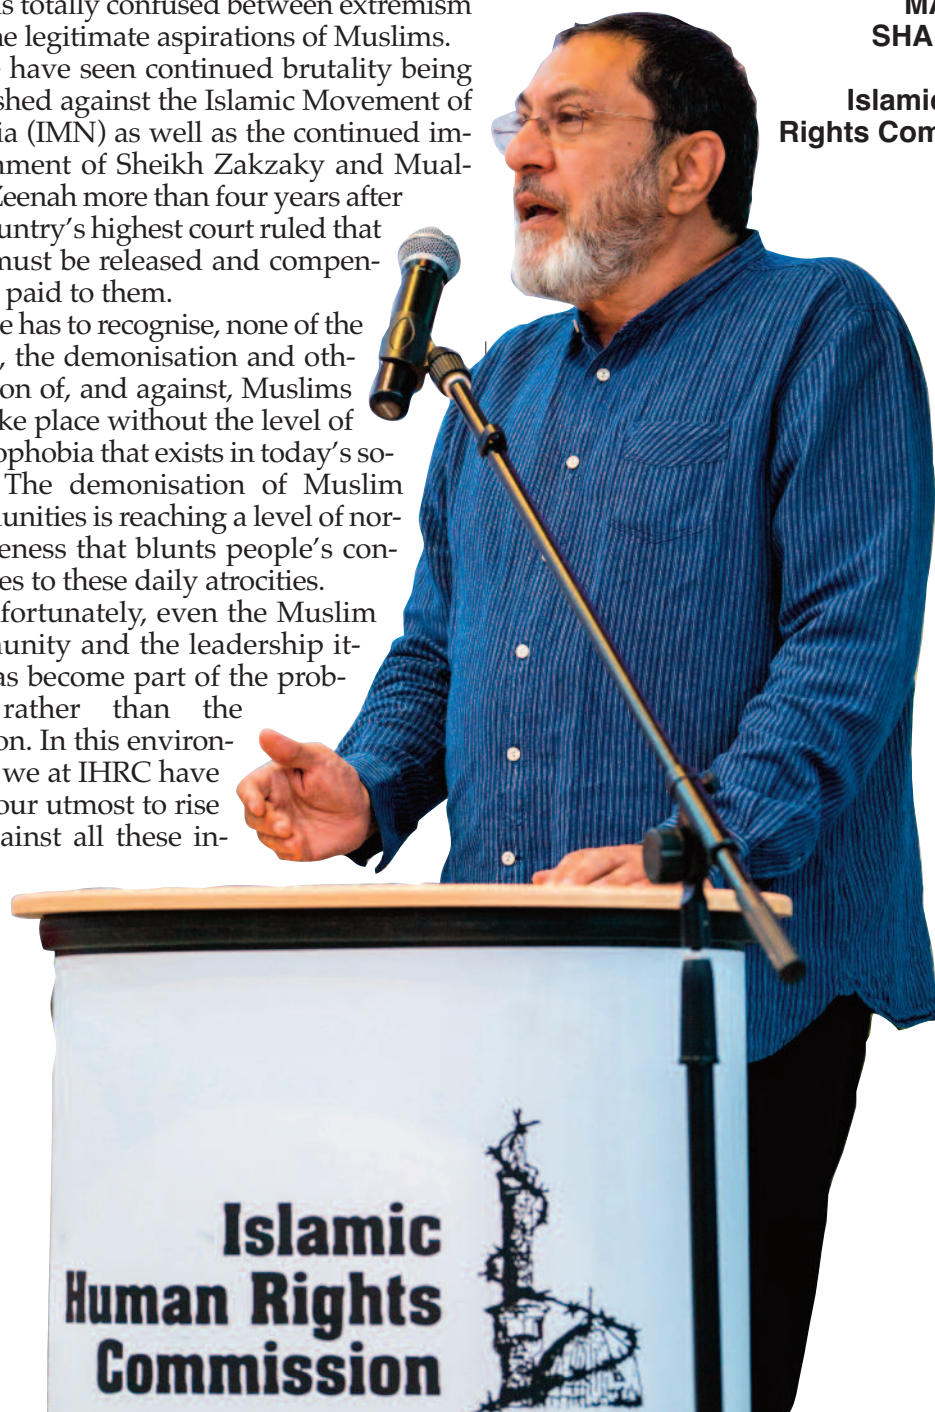 is totally confused between extremism
he legitimate aspirations of Muslims.
have seen continued brutality being
shed against the Islamic Movement of
ia (IMN) as well as the continued im-
nment of Sheikh Zakzaky and Mual-
Zeenah more than four years after
untry's highest court ruled that
must be released and compen-
paid to them.
e has to recognise, none of the
, the demonisation and oth-
on of, and against, Muslims
ke place without the level of
ophobia that exists in today's so-
The demonisation of Muslim
unities is reaching a level of nor-
eness that blunts people's con-
es to these daily atrocities.
fortunately, even the Muslim
unity and the leadership it-
as become part of the prob-
rather than the
on. In this environ-
we at IHRC have
our utmost to rise
ainst all these in-
MA
SHA
Islamic
Rights Com
Islamic
Human Rights
Commission